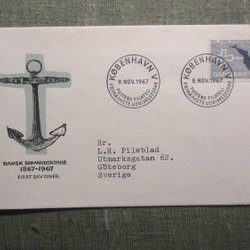 KØBENHAVN V
9. NOV. 1967
KØBENHAVN V
9. NOV. 1967
DANSK SØMANDSKIRKE
1867-1967
FIRST DAY COVER
Hr.
L.H. Pileblad
Utmarksgatan 62.
Göteborg
Sverige